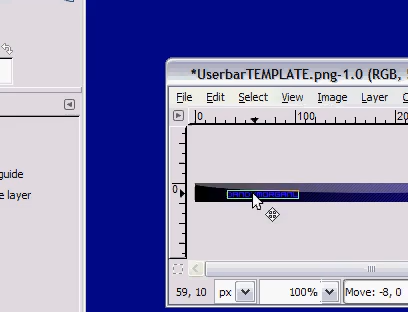 *UserbarTEMPLATE.png-1.0 (RGB,
File Edit Select View Image Layer
0 100 200
guide
e layer
0
59, 10 px 100% Move: -8, 0